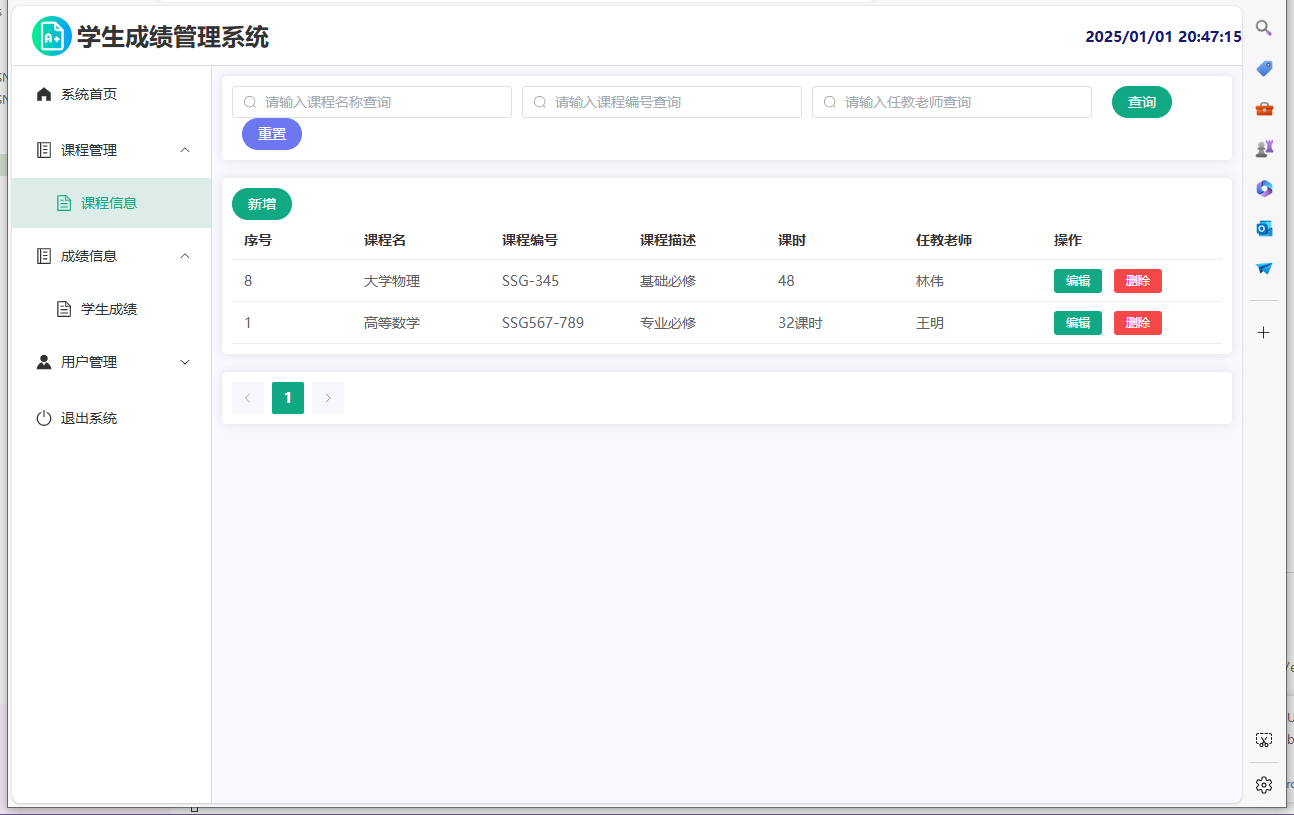 学生成绩管理系统
2025/01/01 20:47:15
系统首页
课程管理
课程信息
成绩信息
学生成绩
用户管理
退出系统
请输入课程名称查询 请输入课程编号查询 请输入任教老师查询 查询
重置
新增
序号 课程名 课程编号 课程描述 课时 任教老师 操作
8 大学物理 SSG-345 基础必修 48 林伟 编辑 删除
1 高等数学 SSG567-789 专业必修 32课时 王明 编辑 删除
1